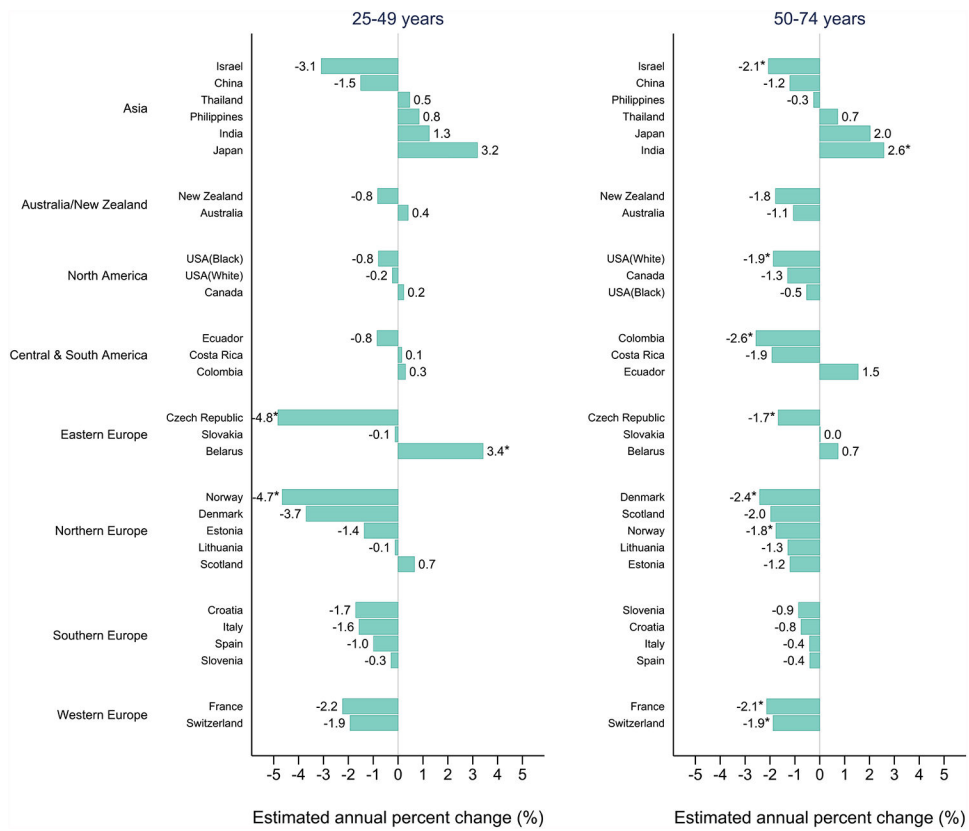 25-49 years 50-74 years
Israel -3.1 Israel -2.1*
China -1.5 China -1.2
Thailand 0.5 Philippines -0.3
Asia
Philippines 0.8 Thailand 0.7
India 1.3 Japan 2.0
Japan 3.2 India 2.6*
New Zealand -0.8 New Zealand -1.8
Australia/New Zealand
Australia 0.4 Australia -1.1
USA(Black) -0.8 USA(White) -1.9*
North America USA(White) -0.2 Canada -1.3
Canada 0.2 USA(Black) -0.5
Ecuador -0.8 Colombia -2.6*
Central & South America Costa Rica 0.1 Costa Rica -1.9
Colombia 0.3 Ecuador 1.5
Czech Republic -4.8* Czech Republic -1.7*
Eastern Europe Slovakia -0.1 Slovakia 0.0
Belarus 3.4* Belarus 0.7
Norway -4.7* Denmark -2.4*
Denmark -3.7 Scotland -2.0
Northern Europe Estonia -1.4 Norway -1.8*
Lithuania -0.1 Lithuania -1.3
Scotland 0.7 Estonia -1.2
Croatia -1.7 Slovenia -0.9
Italy -1.6 Croatia -0.8
Southern Europe
Spain -1.0 Italy -0.4
Slovenia -0.3 Spain -0.4
France -2.2 France -2.1*
Western Europe
Switzerland -1.9 Switzerland -1.9*
-5 -4 -3 -2 -1 0 1 2 3 4 5 -5 -4 -3 -2 -1 0 1 2 3 4 5
Estimated annual percent change (%) Estimated annual percent change (%)